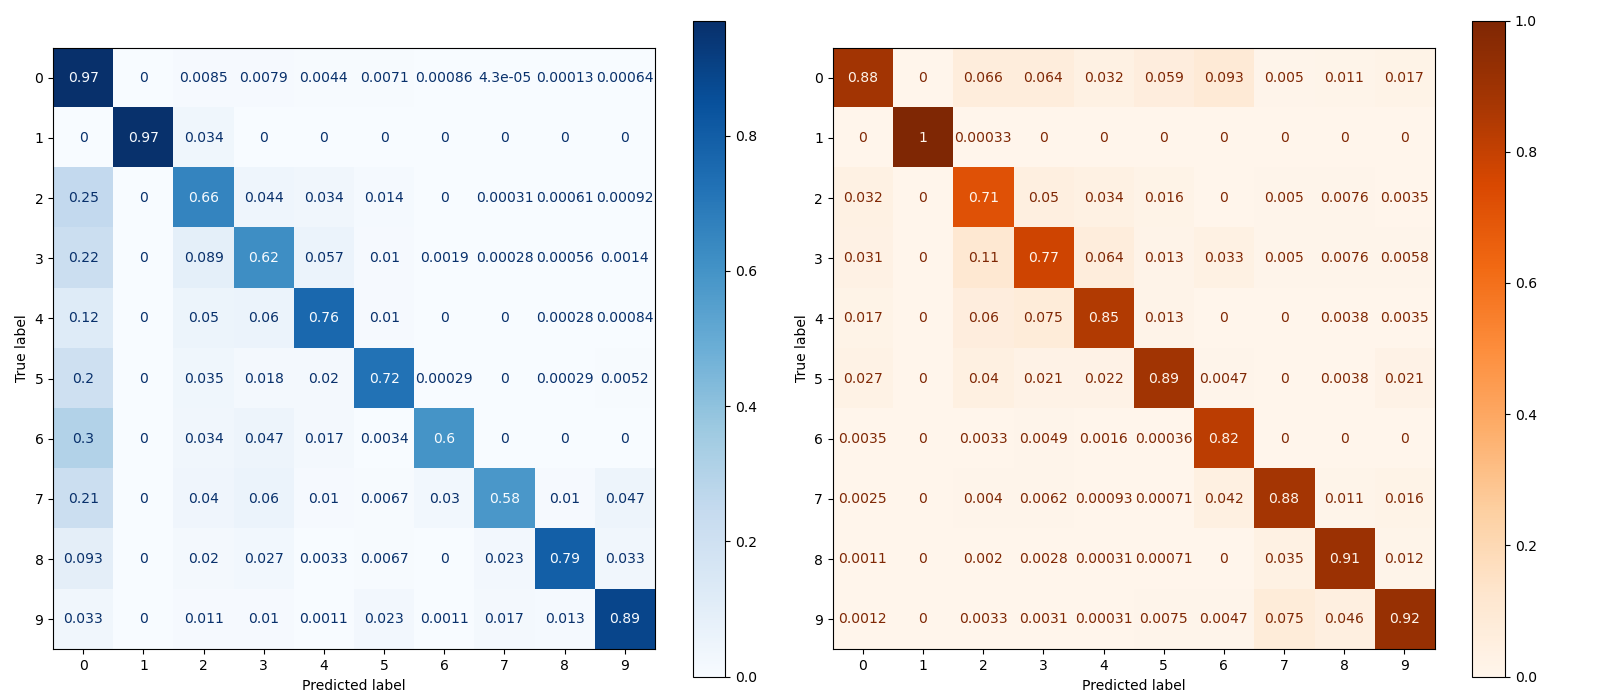 0 0.97 0 0.0085 0.0079 0.0044 0.0071 0.00086 4.3e-05 0.00013 0.00064
1 0 0.97 0.034 0 0 0 0 0 0 0
2 0.25 0 0.66 0.044 0.034 0.014 0 0.00031 0.00061 0.00092
3 0.22 0 0.089 0.62 0.057 0.01 0.0019 0.00028 0.00056 0.0014
4 0.12 0 0.05 0.06 0.76 0.01 0 0 0.00028 0.00084
5 0.2 0 0.035 0.018 0.02 0.72 0.00029 0 0.00029 0.0052
6 0.3 0 0.034 0.047 0.017 0.0034 0.6 0 0 0
7 0.21 0 0.04 0.06 0.01 0.0067 0.03 0.58 0.01 0.047
8 0.093 0 0.02 0.027 0.0033 0.0067 0 0.023 0.79 0.033
9 0.033 0 0.011 0.01 0.0011 0.023 0.0011 0.017 0.013 0.89
0 1 2 3 4 5 6 7 8 9
Predicted label
True label
0.8
0.6
0.4
0.2
0.0
0 0.88 0 0.066 0.064 0.032 0.059 0.093 0.005 0.011 0.017
1 0 1 0.00033 0 0 0 0 0 0 0
2 0.032 0 0.71 0.05 0.034 0.016 0 0.005 0.0076 0.0035
3 0.031 0 0.11 0.77 0.064 0.013 0.033 0.005 0.0076 0.0058
4 0.017 0 0.06 0.075 0.85 0.013 0 0 0.0038 0.0035
5 0.027 0 0.04 0.021 0.022 0.89 0.0047 0 0.0038 0.021
6 0.0035 0 0.0033 0.0049 0.0016 0.00036 0.82 0 0 0
7 0.0025 0 0.004 0.0062 0.00093 0.00071 0.042 0.88 0.011 0.016
8 0.0011 0 0.002 0.0028 0.00031 0.00071 0 0.035 0.91 0.012
9 0.0012 0 0.0033 0.0031 0.00031 0.0075 0.0047 0.075 0.046 0.92
0 1 2 3 4 5 6 7 8 9
Predicted label
True label
1.0
0.8
0.6
0.4
0.2
0.0